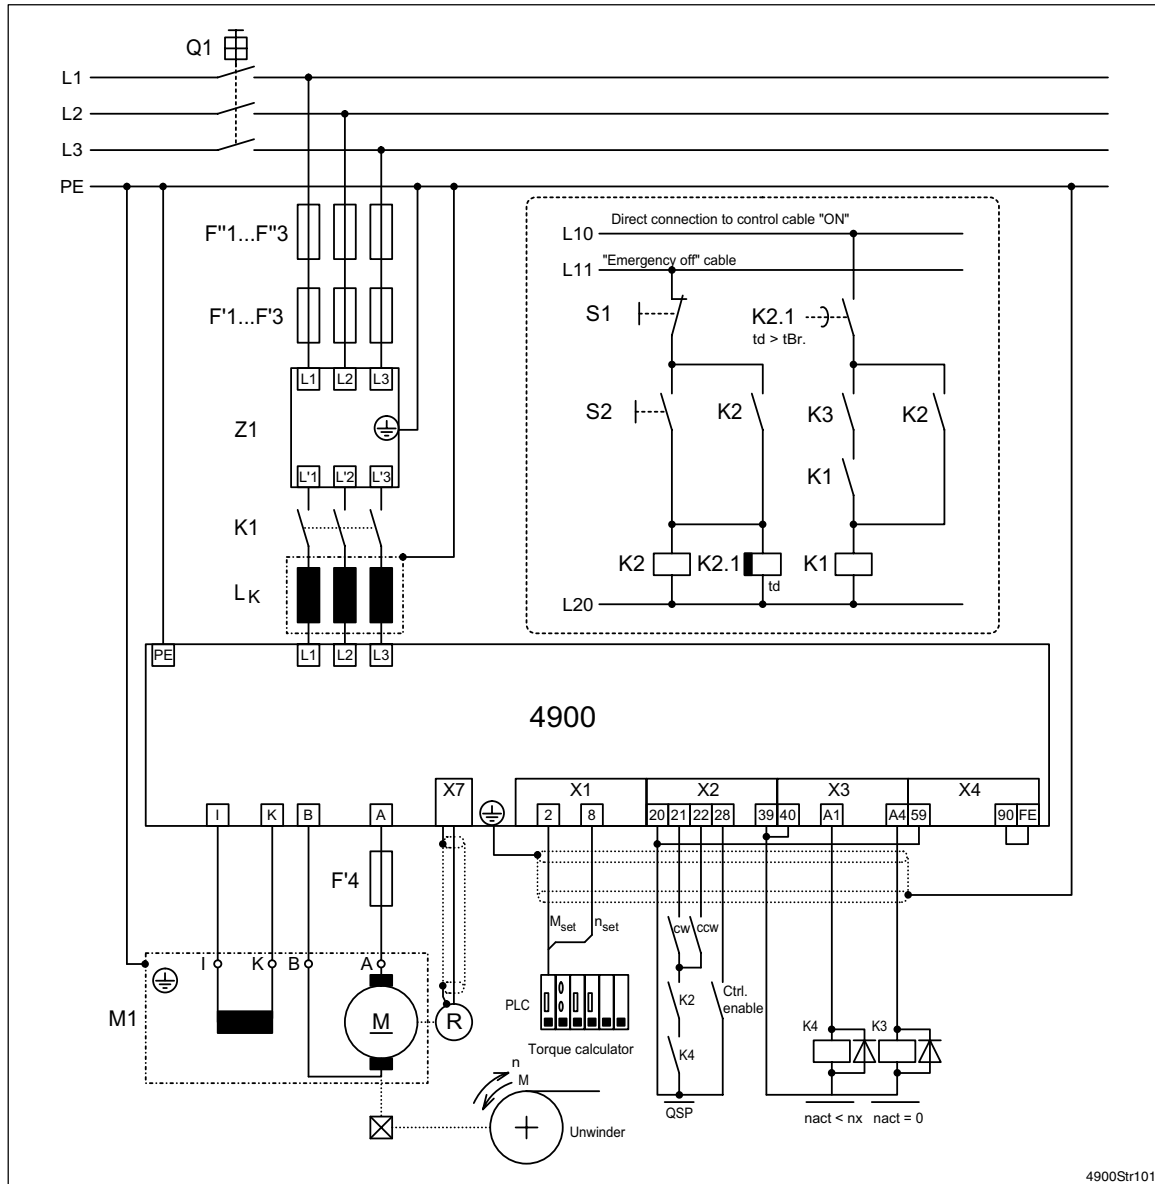 Q1
L1
L2
L3
PE
F"1...F"3
F'1...F'3
L1 L2 L3
Z1
L'1 L'2 L'3
K1
LK
Direct connection to control cable "ON"
L10
"Emergency off" cable
L11
S1
K2.1
td > tBr.
S2
K2
K3
K2
K1
K2
K2.1
td
K1
L20
PE
L1 L2 L3
4900
X7
X1
X2
X3
X4
I K B A
2 8 20 21 22 28 39 40 A1 A4 59 90 FE
F'4
Mset
nset
cw
ccw
I K B A
M1
M
R
PLC
Torque calculator
K2
K4
Ctrl.
enable
K4
K3
QSP
nact < nx
nact = 0
n
M
Unwinder
4900Str101